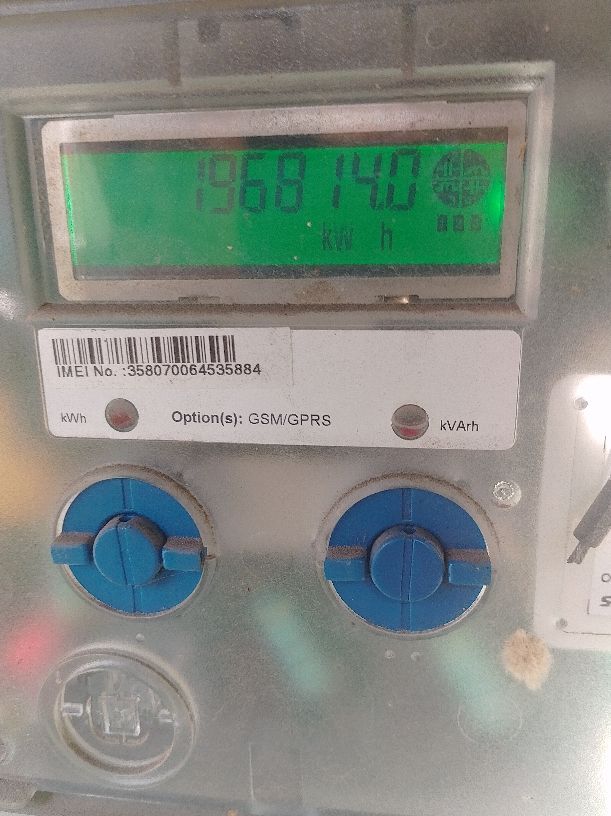 196814.0
kW h
IMEI No. :358070064535884
kWh Option(s): GSM/GPRS kVArh